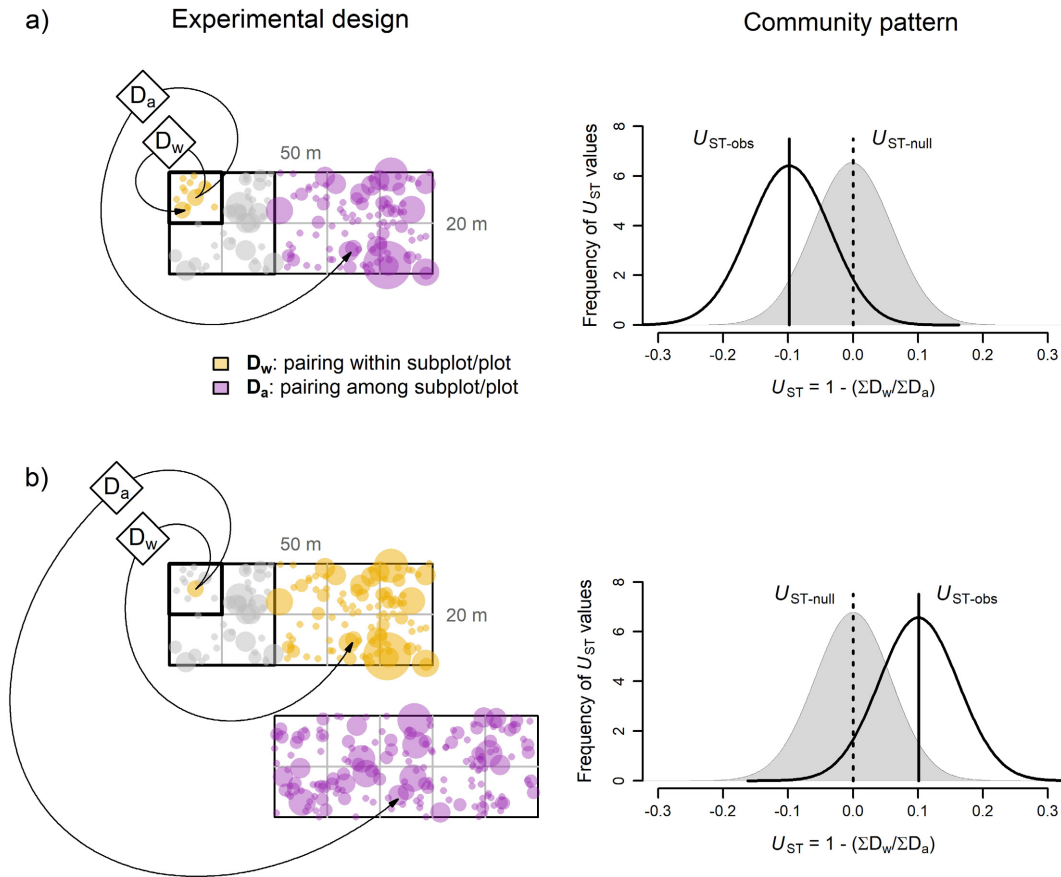 a)
Experimental design
Community pattern
Da
Dw
50 m
20 m
Dw: pairing within subplot/plot
Da: pairing among subplot/plot
UST-obs
UST-null
Frequency of UST values
8
6
4
2
0
-0.3 -0.2 -0.1 0.0 0.1 0.2 0.3
UST = 1 - (ΣDw/ΣDa)
b)
Da
Dw
50 m
20 m
UST-null
UST-obs
Frequency of UST values
8
6
4
2
0
-0.3 -0.2 -0.1 0.0 0.1 0.2 0.3
UST = 1 - (ΣDw/ΣDa)